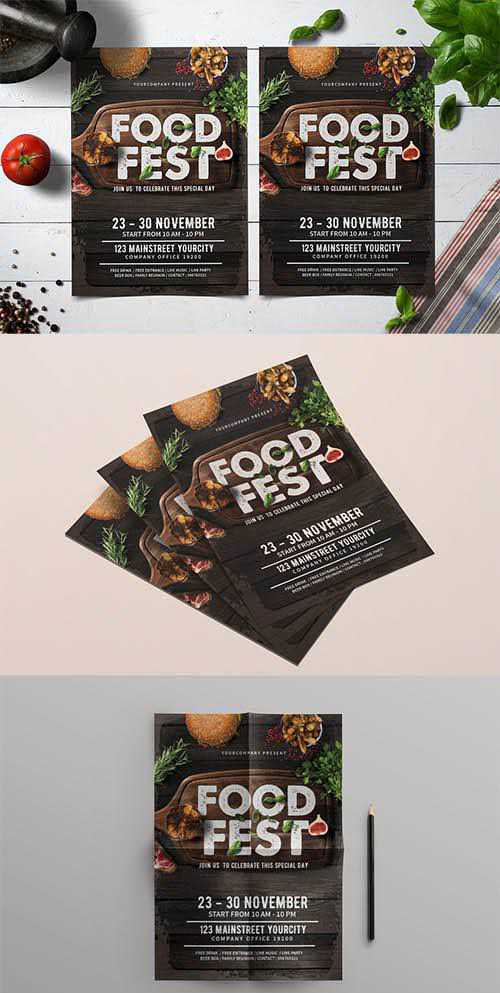 YOURCOMPANY PRESENT
FOOD
FEST
JOIN US TO CELEBRATE THIS SPECIAL DAY
23 - 30 NOVEMBER
START FROM 10 AM - 10 PM
123 MAINSTREET YOURCITY
COMPANY OFFICE 19200
FREE DRINK / FREE ENTRANCE / LIVE MUSIC / LIVE PARTY
BEER BOX / FAMILY REUNION / CONTACT :
YOURCOMPANY PRESENT
FOOD
FEST
JOIN US TO CELEBRATE THIS SPECIAL DAY
23 - 30 NOVEMBER
START FROM 10 AM - 10 PM
123 MAINSTREET YOURCITY
COMPANY OFFICE 19200
FREE DRINK / FREE ENTRANCE / LIVE MUSIC / LIVE PARTY
BEER BOX / FAMILY REUNION / CONTACT :
YOURCOMPANY PRESENT
FOOD
FEST
JOIN US TO CELEBRATE THIS SPECIAL DAY
23 - 30 NOVEMBER
START FROM 10 AM - 10 PM
123 MAINSTREET YOURCITY
COMPANY OFFICE 19200
FREE DRINK / FREE ENTRANCE / LIVE MUSIC / LIVE PARTY
BEER BOX / FAMILY REUNION / CONTACT :
YOURCOMPANY PRESENT
FOOD
FEST
JOIN US TO CELEBRATE THIS SPECIAL DAY
23 - 30 NOVEMBER
START FROM 10 AM - 10 PM
123 MAINSTREET YOURCITY
COMPANY OFFICE 19200
FREE DRINK / FREE ENTRANCE / LIVE MUSIC / LIVE PARTY
BEER BOX / FAMILY REUNION / CONTACT :